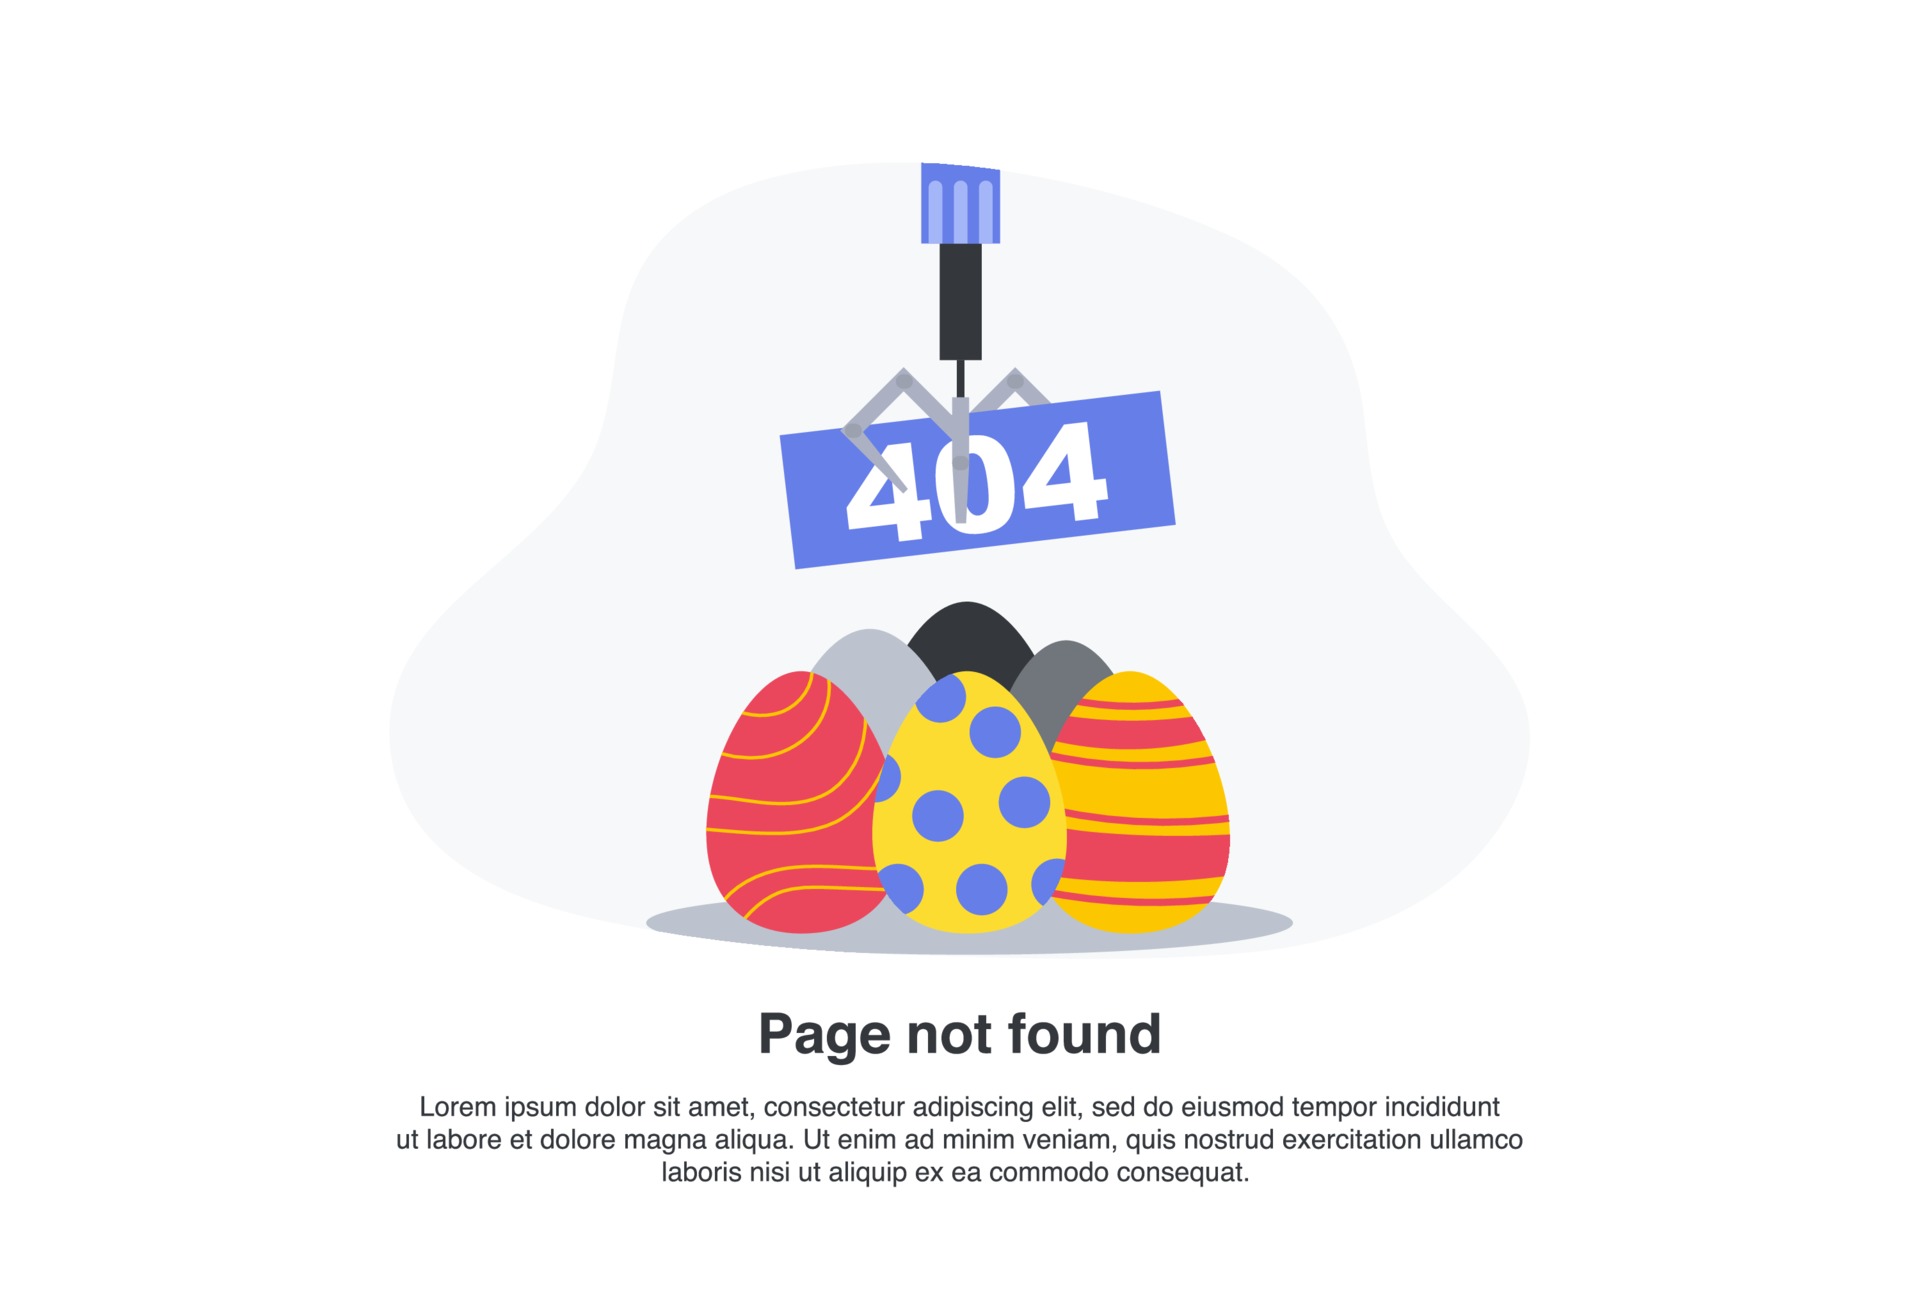 404
Page not found
Lorem ipsum dolor sit amet, consectetur adipiscing elit, sed do eiusmod tempor incididunt
ut labore et dolore magna aliqua. Ut enim ad minim veniam, quis nostrud exercitation ullamco
laboris nisi ut aliquip ex ea commodo consequat.